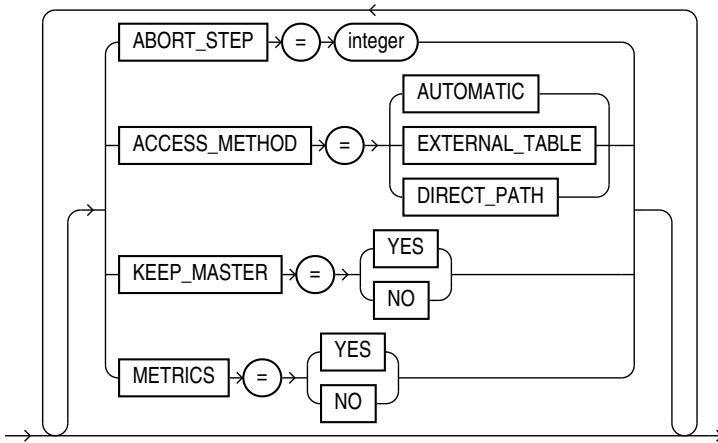 ABORT_STEP = integer
AUTOMATIC
ACCESS_METHOD = EXTERNAL_TABLE
DIRECT_PATH
YES
KEEP_MASTER =
NO
YES
METRICS =
NO